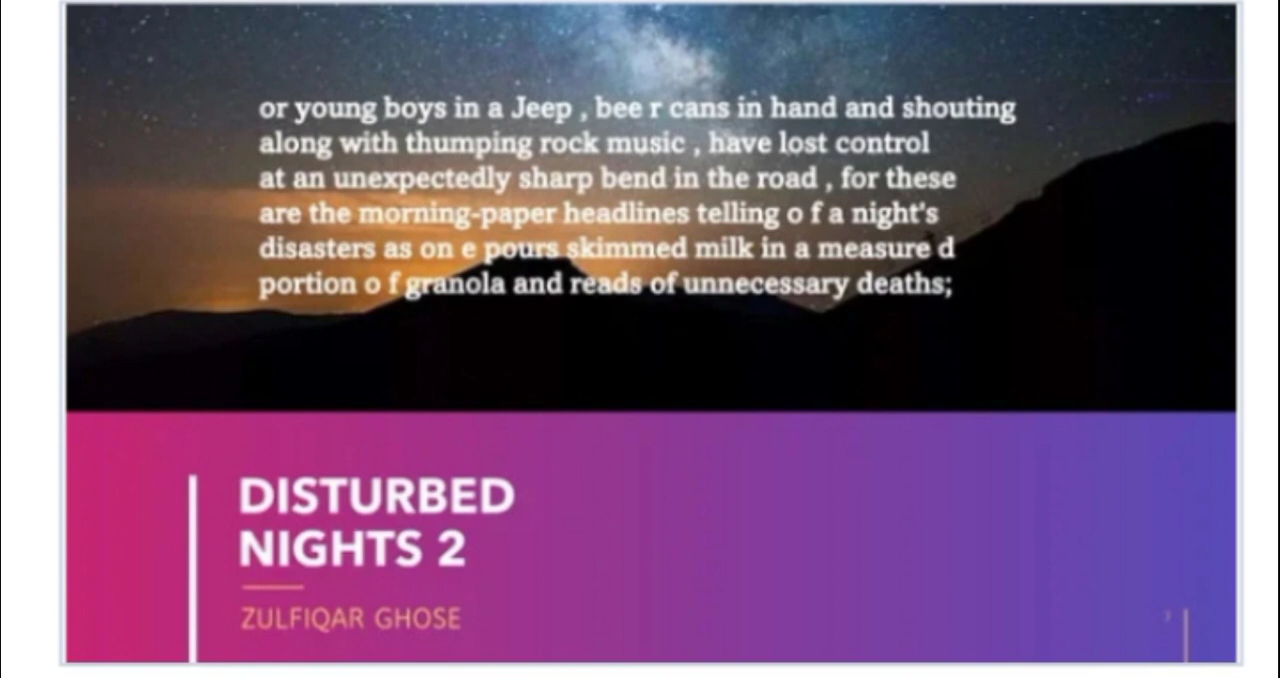 or young boys in a Jeep , bee r cans in hand and shouting
along with thumping rock music , have lost control
at an unexpectedly sharp bend in the road , for these
are the morning-paper headlines telling o f a night's
disasters as on e pours skimmed milk in a measure d
portion o f granola and reads of unnecessary deaths;
DISTURBED
NIGHTS 2
ZULFIQAR GHOSE